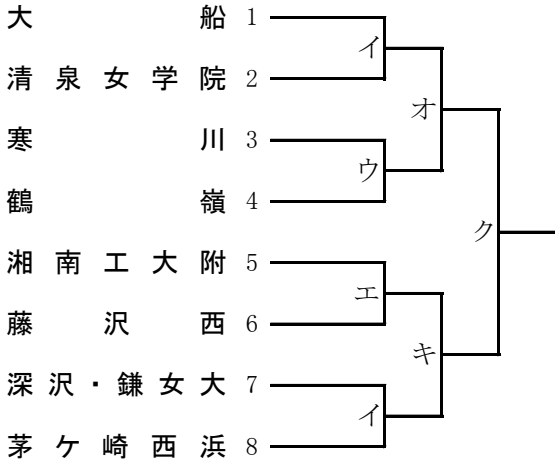 大船 1
イ
清泉女学院 2
オ
寒川 3
ウ
鶴嶺 4
ク
湘南工大附 5
エ
藤沢西 6
キ
深沢・鎌女大 7
イ
茅ケ崎西浜 8